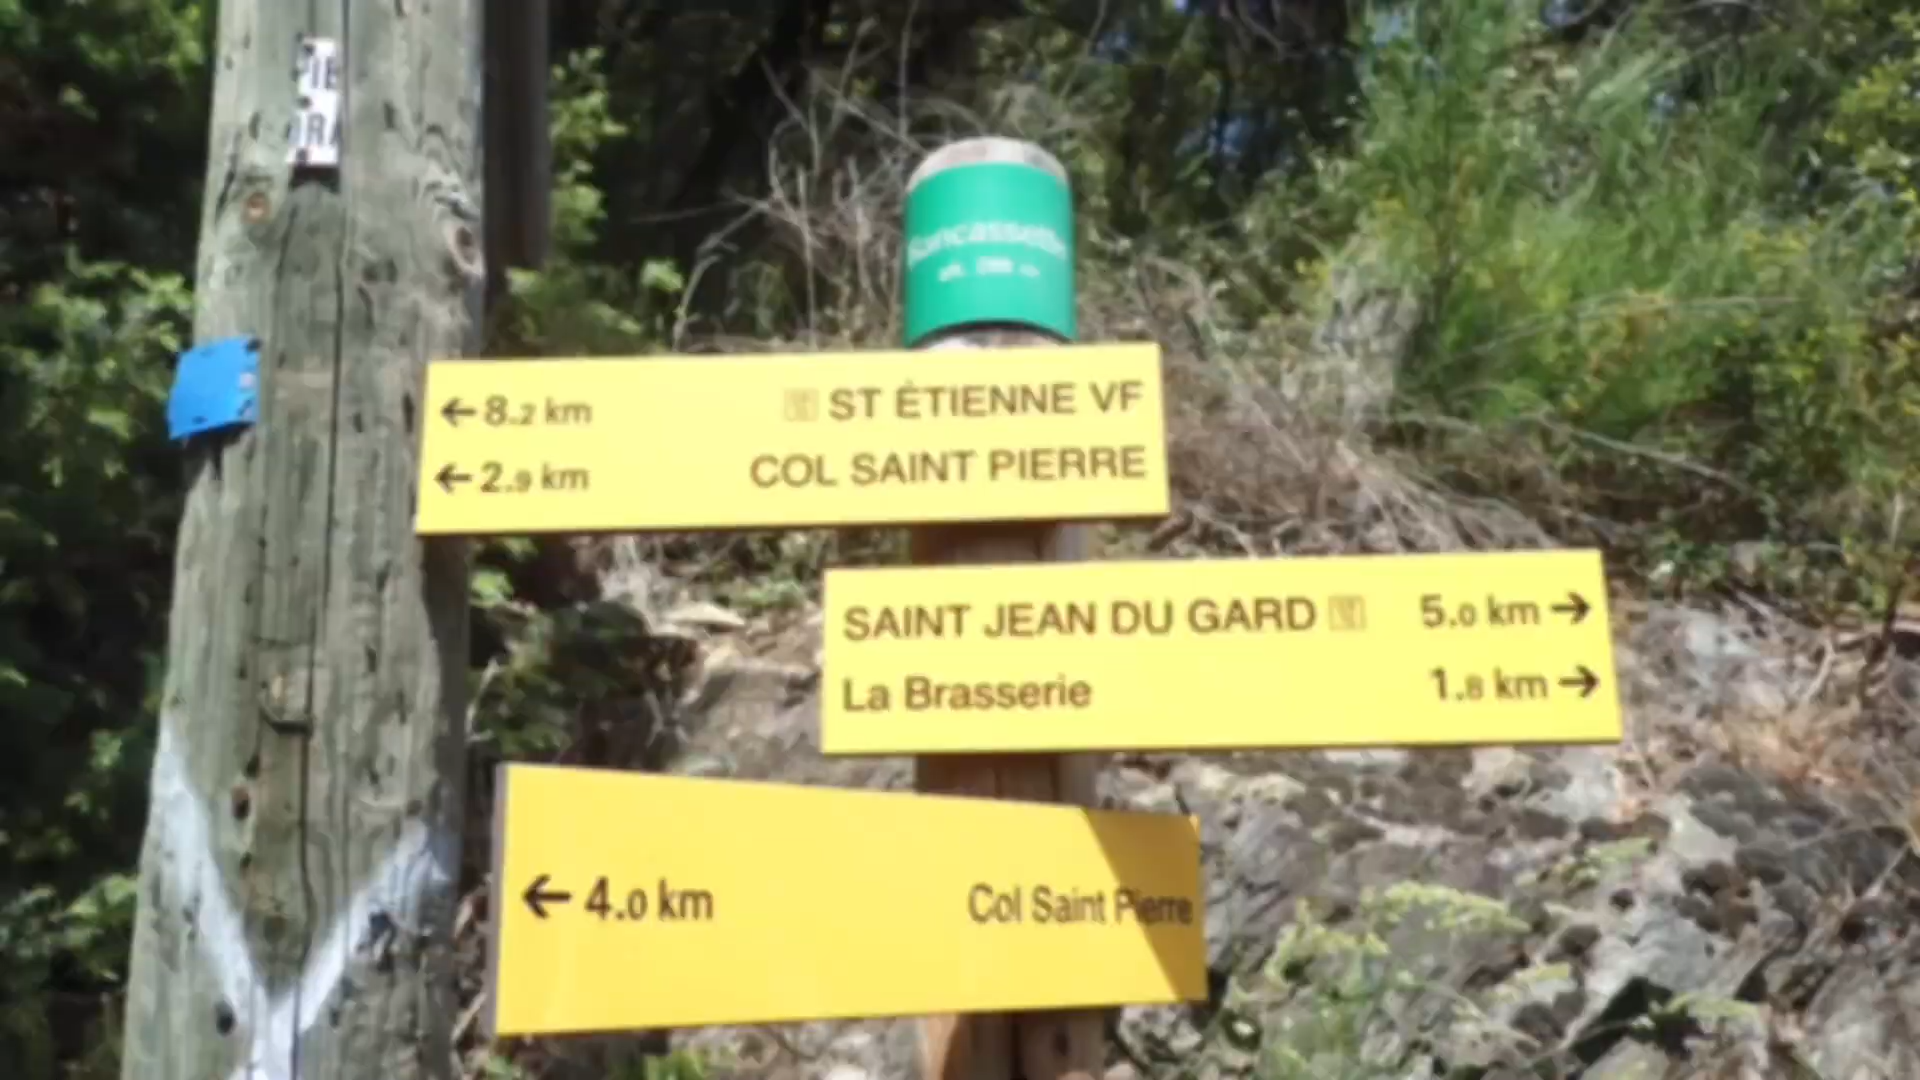 ← 8.2 km ST ÉTIENNE VF
← 2.9 km COL SAINT PIERRE
SAINT JEAN DU GARD 5.0 km →
La Brasserie 1.8 km →
← 4.0 km Col Saint Pierre